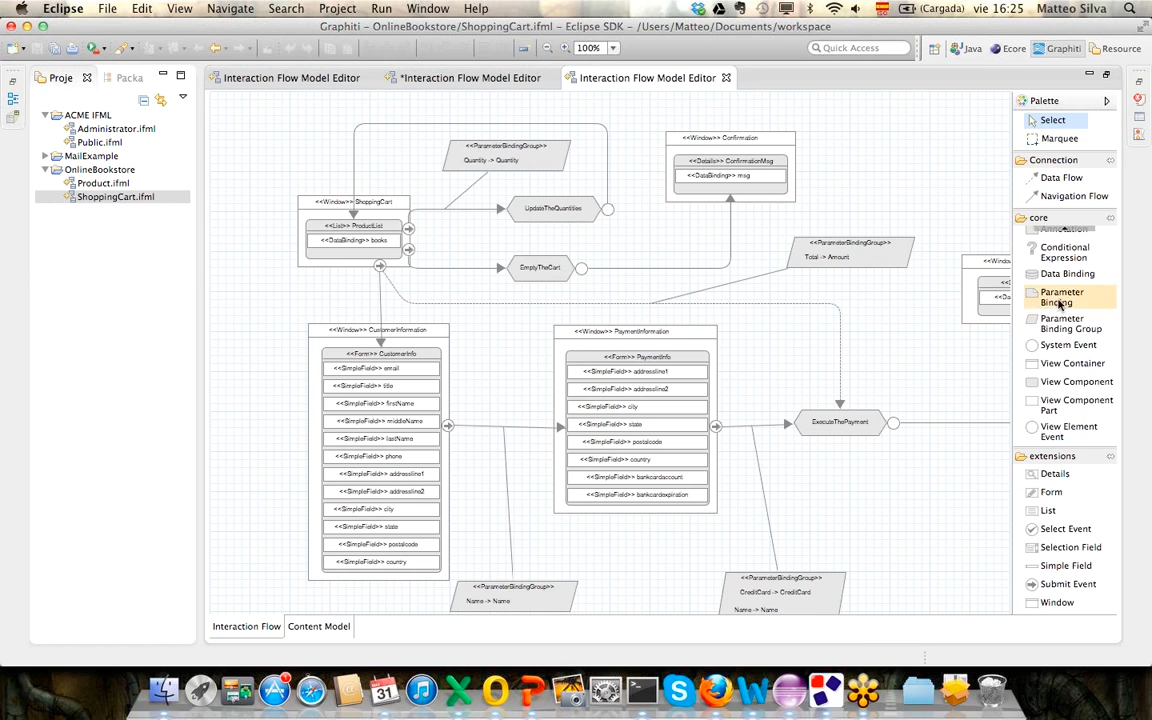 Eclipse File Edit View Navigate Search Project Run Window Help (Cargada) vie 16:25 Matteo Silva
Graphiti - OnlineBookstore/ShoppingCart.ifml - Eclipse SDK - /Users/Matteo/Documents/workspace
100% Quick Access Java Ecore Graphiti Resource
Proje Packa
Interaction Flow Model Editor *Interaction Flow Model Editor *Interaction Flow Model Editor
ACME IFML
Administrator.ifml
Public.ifml
MailExample
OnlineBookstore
Product.ifml
ShoppingCart.ifml
<<ParameterBindingGroup>>
Quantity -> Quantity
<<Window>> Confirmation
<<Details>> ConfirmationMsg
<<DataBinding>> msg
<<Window>> ShoppingCart
<<List>> ProductList
<<DataBinding>> books
UpdateTheQuantities
EmptyTheCart
<<ParameterBindingGroup>>
Total -> Amount
<<Windo
<<Da
<<Window>> CustomerInformation
<<Form>> CustomerInfo
<<SimpleField>> email
<<SimpleField>> title
<<SimpleField>> firstName
<<SimpleField>> middleName
<<SimpleField>> lastName
<<SimpleField>> phone
<<SimpleField>> addressline1
<<SimpleField>> addressline2
<<SimpleField>> city
<<SimpleField>> state
<<SimpleField>> postalcode
<<SimpleField>> country
<<Window>> PaymentInformation
<<Form>> PaymentInfo
<<SimpleField>> addressline1
<<SimpleField>> addressline2
<<SimpleField>> city
<<SimpleField>> state
<<SimpleField>> postalcode
<<SimpleField>> country
<<SimpleField>> bankcardaccount
<<SimpleField>> bankcardexpiration
ExecuteThePayment
<<ParameterBindingGroup>>
Name -> Name
<<ParameterBindingGroup>>
CreditCard -> CreditCard
Name -> Name
Palette
Select
Marquee
Connection
Data Flow
Navigation Flow
core
Annotation
Conditional
Expression
Data Binding
Parameter
Binding
Parameter
Binding Group
System Event
View Container
View Component
View Component
Part
View Element
Event
extensions
Details
Form
List
Select Event
Selection Field
Simple Field
Submit Event
Window
Interaction Flow Content Model
31